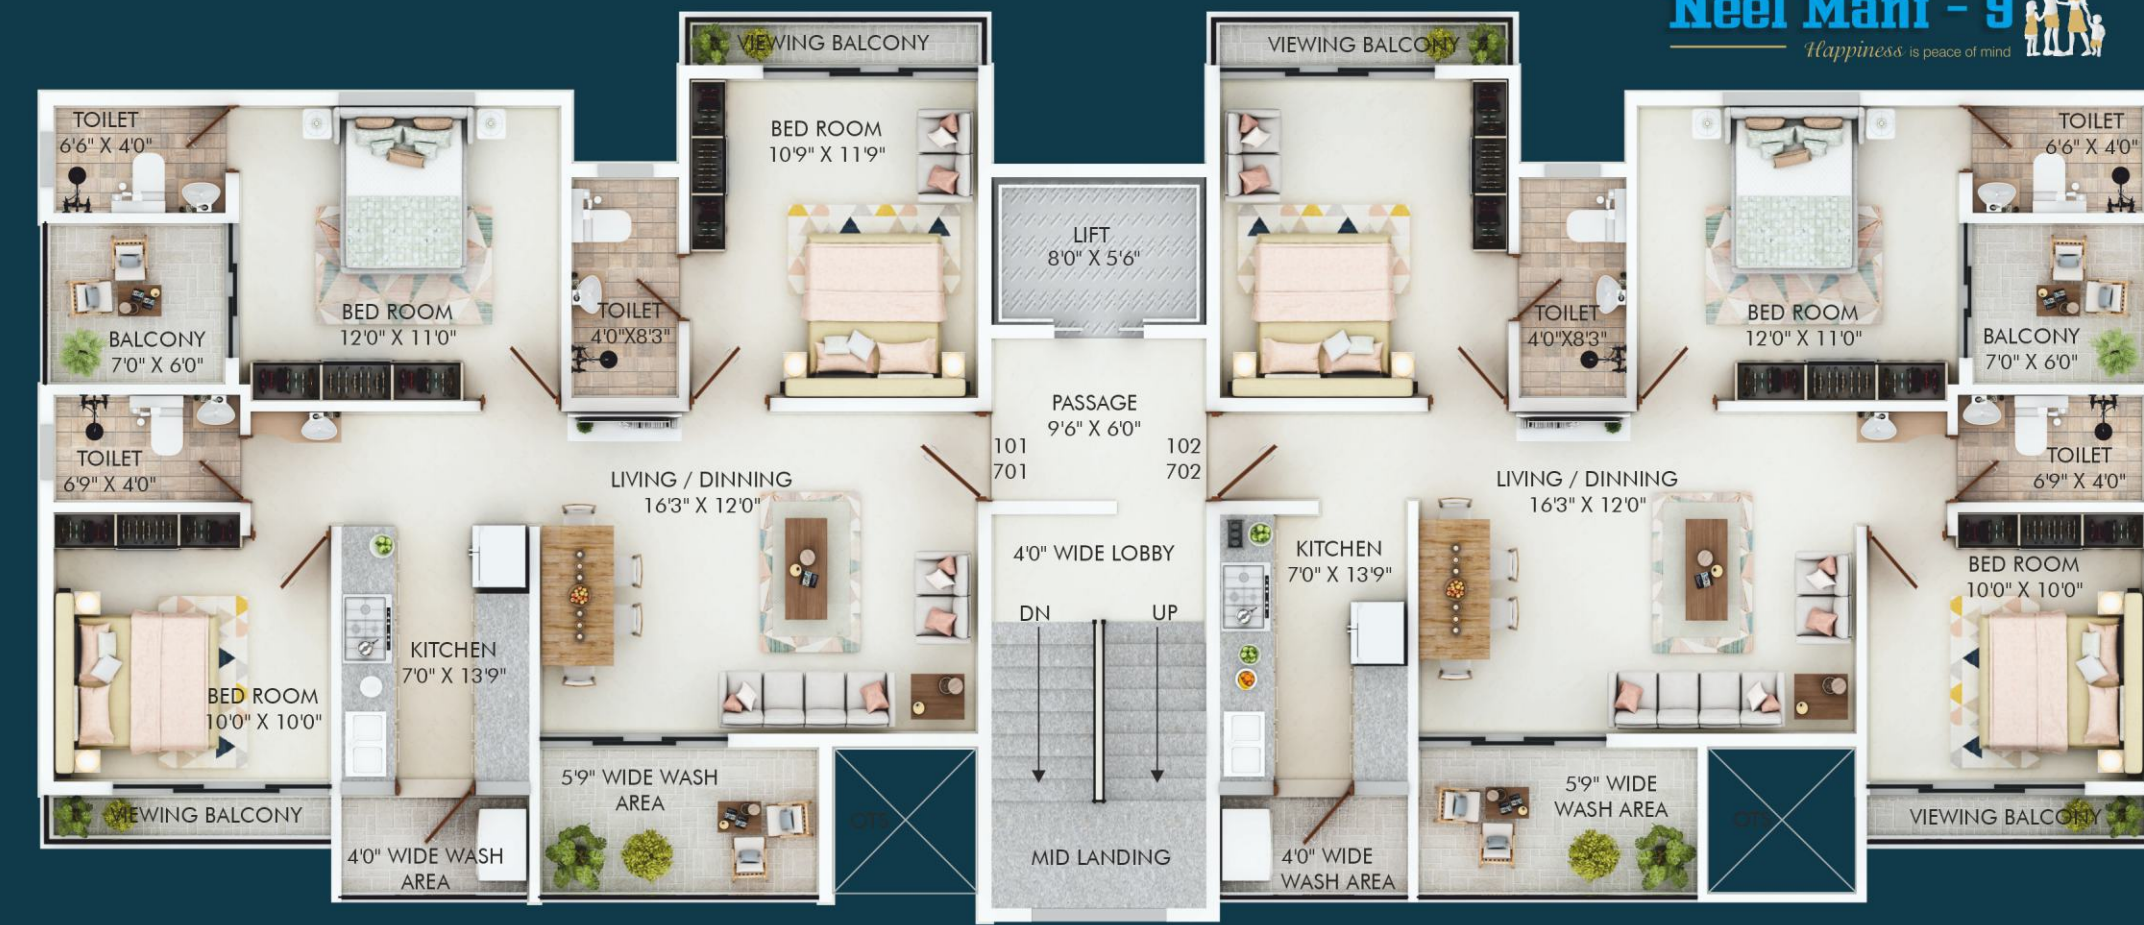 Neel Mani - 9
Happiness is peace of mind
VIEWING BALCONY
VIEWING BALCONY
TOILET
6'6" X 4'0"
BED ROOM
10'9" X 11'9"
TOILET
6'6" X 4'0"
LIFT
8'0" X 5'6"
BED ROOM
12'0" X 11'0"
TOILET
4'0"X8'3"
TOILET
4'0"X8'3"
BED ROOM
12'0" X 11'0"
BALCONY
7'0" X 6'0"
BALCONY
7'0" X 6'0"
PASSAGE
9'6" X 6'0"
101
701
102
702
TOILET
6'9" X 4'0"
LIVING / DINNING
16'3" X 12'0"
LIVING / DINNING
16'3" X 12'0"
TOILET
6'9" X 4'0"
4'0" WIDE LOBBY
KITCHEN
7'0" X 13'9"
BED ROOM
10'0" X 10'0"
DN
UP
KITCHEN
7'0" X 13'9"
BED ROOM
10'0" X 10'0"
5'9" WIDE WASH
AREA
5'9" WIDE
WASH AREA
VIEWING BALCONY
OTS
OTS
VIEWING BALCONY
4'0" WIDE WASH
AREA
MID LANDING
4'0" WIDE
WASH AREA